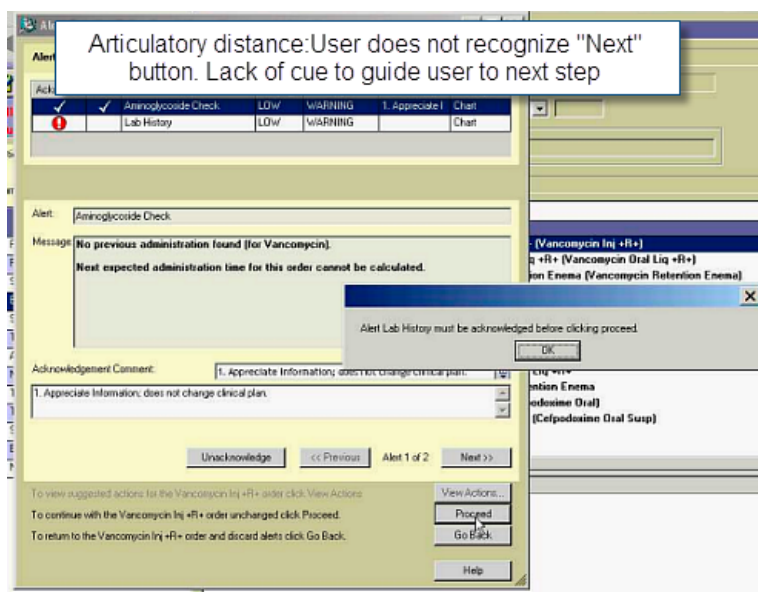 Articulatory distance:User does not recognize "Next"
button. Lack of cue to guide user to next step
Aminoglycoside Check LOW WARNING 1. Appreciate I Chart
Lab History LOW WARNING Chart
Alert: Aminoglycoside Check
Message: No previous administration found (for Vancomycin).
Next expected administration time for this order cannot be calculated.
- (Vancomycin Inj +R+)
+R+ (Vancomycin Oral Liq +R+)
ion Enema (Vancomycin Retention Enema)
Alert Lab History must be acknowledged before clicking proceed.
OK
Acknowledgement Comment: 1. Appreciate Information; does not change clinical plan.
1. Appreciate Information; does not change clinical plan.
Liq +R+
ention Enema
odoxime Oral)
(Cefpodoxime Oral Susp)
Unacknowledge << Previous Alert 1 of 2 Next >>
To view suggested actions for the Vancomycin Inj +R+ order click View Actions View Actions...
To continue with the Vancomycin Inj +R+ order unchanged click Proceed. Proceed
To return to the Vancomycin Inj +R+ order and discard alerts click Go Back. Go Back
Help